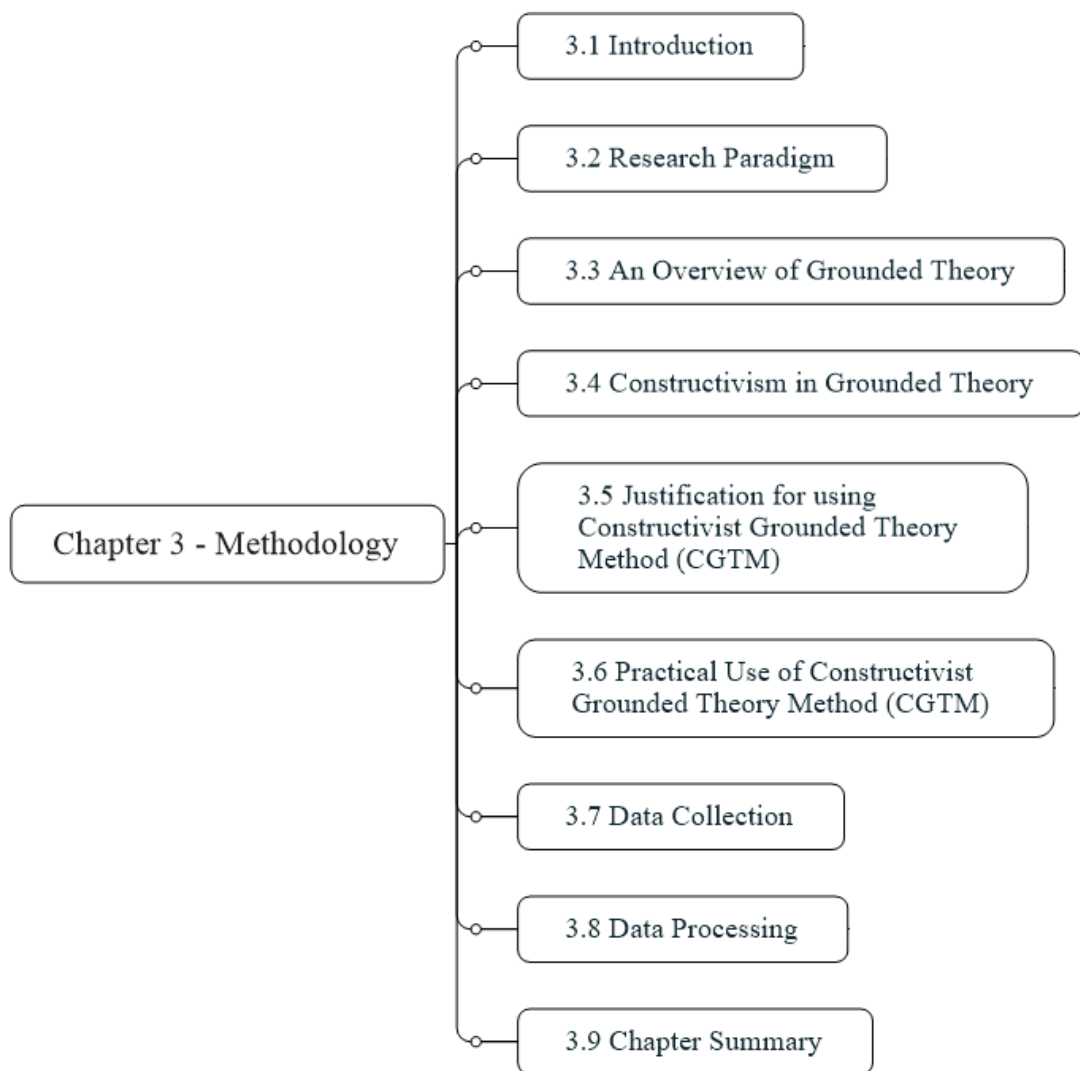 3.1 Introduction
3.2 Research Paradigm
3.3 An Overview of Grounded Theory
3.4 Constructivism in Grounded Theory
3.5 Justification for using
Constructivist Grounded Theory
Method (CGTM)
Chapter 3 - Methodology
3.6 Practical Use of Constructivist
Grounded Theory Method (CGTM)
3.7 Data Collection
3.8 Data Processing
3.9 Chapter Summary